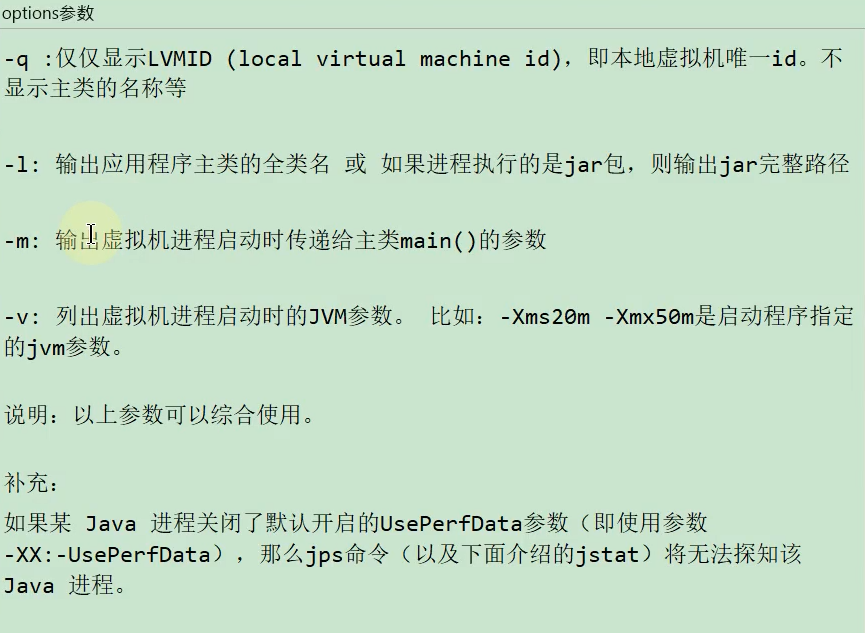 options参数
-q :仅仅显示LVMID (local virtual machine id)，即本地虚拟机唯一id。不
显示主类的名称等
-l: 输出应用程序主类的全类名 或 如果进程执行的是jar包，则输出jar完整路径
-m: 输出虚拟机进程启动时传递给主类main()的参数
-v: 列出虚拟机进程启动时的JVM参数。 比如：-Xms20m -Xmx50m是启动程序指定
的jvm参数。
说明：以上参数可以综合使用。
补充：
如果某 Java 进程关闭了默认开启的UsePerfData参数（即使用参数
-XX:-UsePerfData），那么jps命令（以及下面介绍的jstat）将无法探知该
Java 进程。